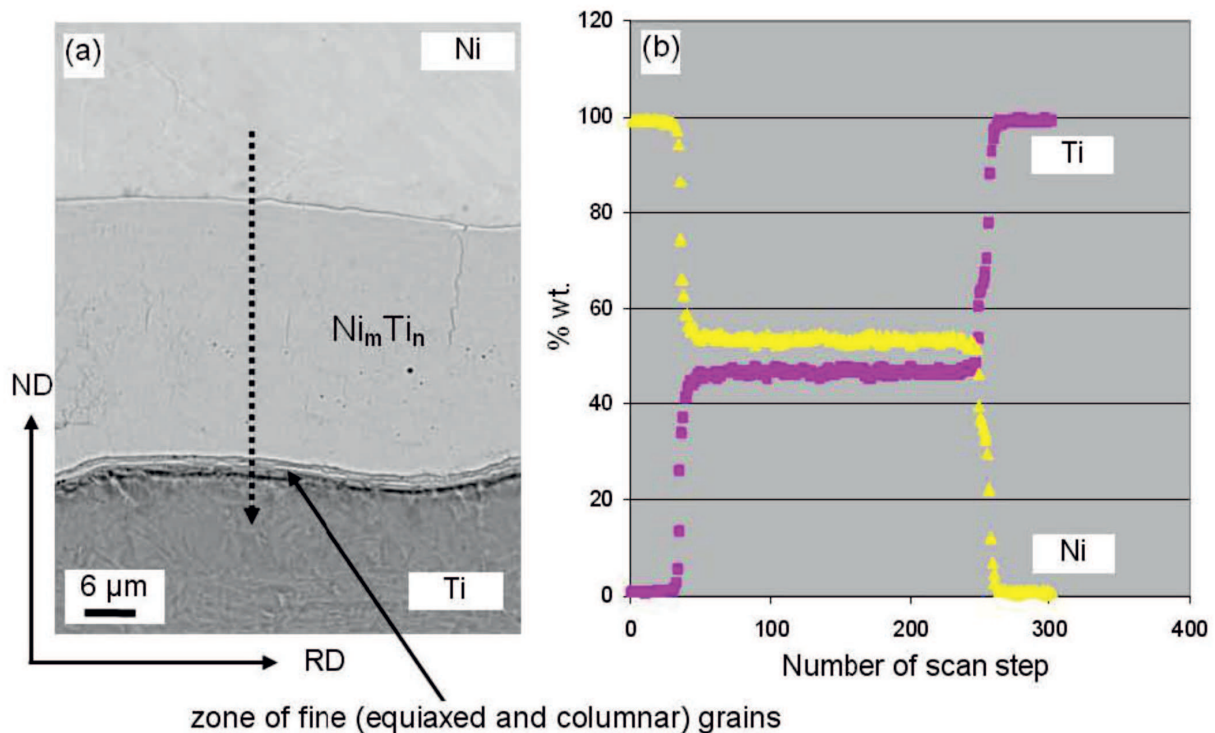 (a)
Ni
Ni_mTi_n
ND
6 µm
Ti
RD
zone of fine (equiaxed and columnar) grains
(b)
120
100
80
60
40
20
0
% wt.
Ti
Ni
0 100 200 300 400
Number of scan step